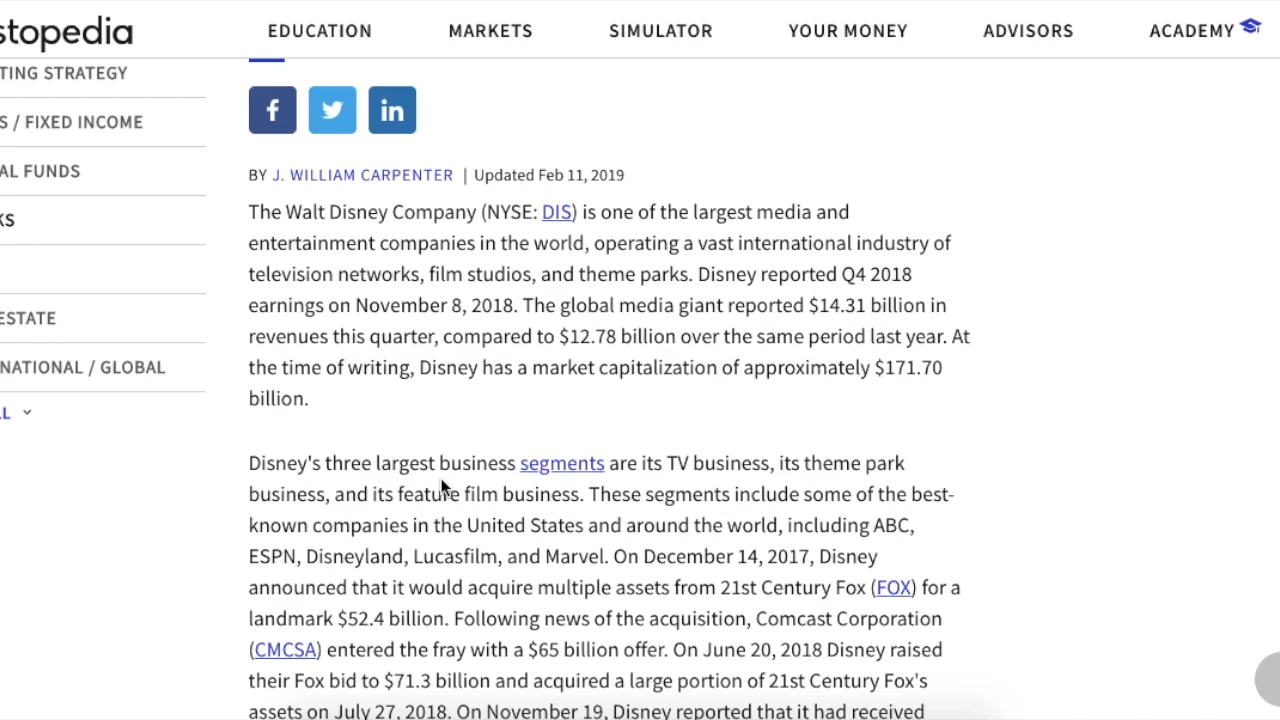 stopedia
EDUCATION MARKETS SIMULATOR YOUR MONEY ADVISORS ACADEMY
TING STRATEGY
S / FIXED INCOME
AL FUNDS
KS
ESTATE
NATIONAL / GLOBAL
LL
f in
BY J. WILLIAM CARPENTER | Updated Feb 11, 2019
The Walt Disney Company (NYSE: DIS) is one of the largest media and
entertainment companies in the world, operating a vast international industry of
television networks, film studios, and theme parks. Disney reported Q4 2018
earnings on November 8, 2018. The global media giant reported $14.31 billion in
revenues this quarter, compared to $12.78 billion over the same period last year. At
the time of writing, Disney has a market capitalization of approximately $171.70
billion.
Disney's three largest business segments are its TV business, its theme park
business, and its feature film business. These segments include some of the best-
known companies in the United States and around the world, including ABC,
ESPN, Disneyland, Lucasfilm, and Marvel. On December 14, 2017, Disney
announced that it would acquire multiple assets from 21st Century Fox (FOX) for a
landmark $52.4 billion. Following news of the acquisition, Comcast Corporation
(CMCSA) entered the fray with a $65 billion offer. On June 20, 2018 Disney raised
their Fox bid to $71.3 billion and acquired a large portion of 21st Century Fox's
assets on July 27, 2018. On November 19, Disney reported that it had received